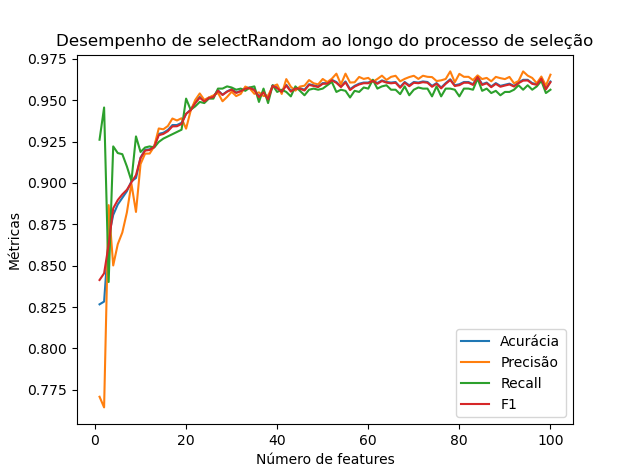 Desempenho de selectRandom ao longo do processo de seleção
0.975
0.950
0.925
0.900
0.875
0.850
0.825
0.800
0.775
Métricas
Acurácia
Precisão
Recall
F1
0
20
40
60
80
100
Número de features